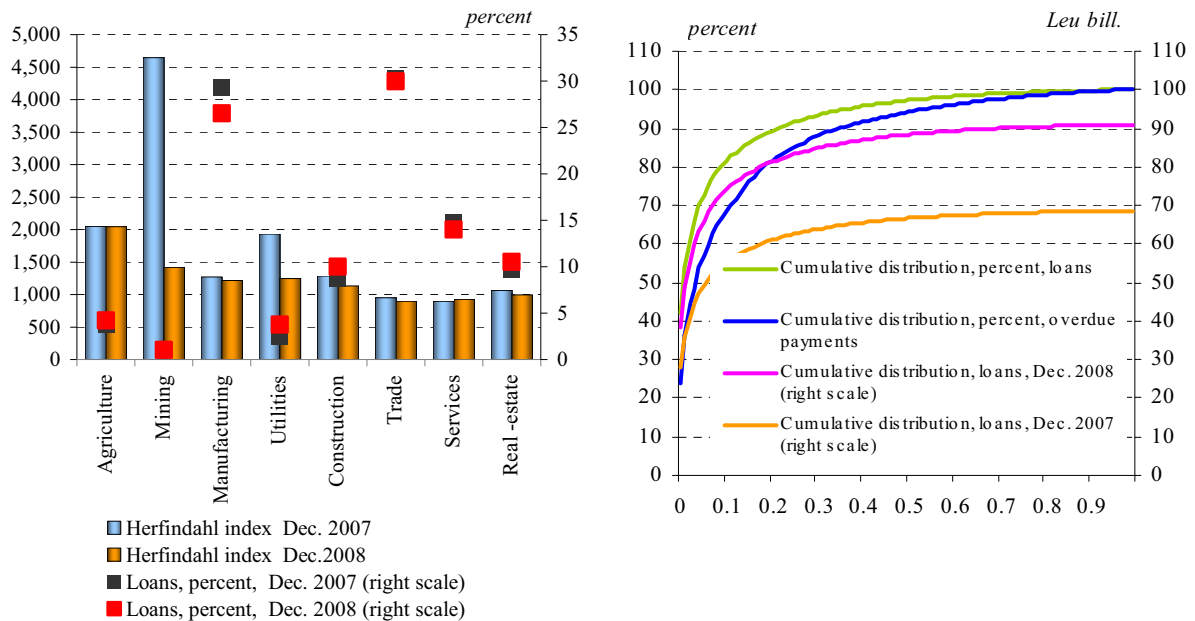 percent
5,000
4,500
4,000
3,500
3,000
2,500
2,000
1,500
1,000
500
0
35
30
25
20
15
10
5
0
Agriculture
Mining
Manufacturing
Utilities
Construction
Trade
Services
Real -estate
Herfindahl index Dec. 2007
Herfindahl index Dec.2008
Loans, percent, Dec. 2007 (right scale)
Loans, percent, Dec. 2008 (right scale)
percent
Leu bill.
110
100
90
80
70
60
50
40
30
20
10
0
110
100
90
80
70
60
50
40
30
20
10
0
Cumulative distribution, percent, loans
Cumulative distribution, percent, overdue
payments
Cumulative distribution, loans, Dec. 2008
(right scale)
Cumulative distribution, loans, Dec. 2007
(right scale)
0 0.1 0.2 0.3 0.4 0.5 0.6 0.7 0.8 0.9